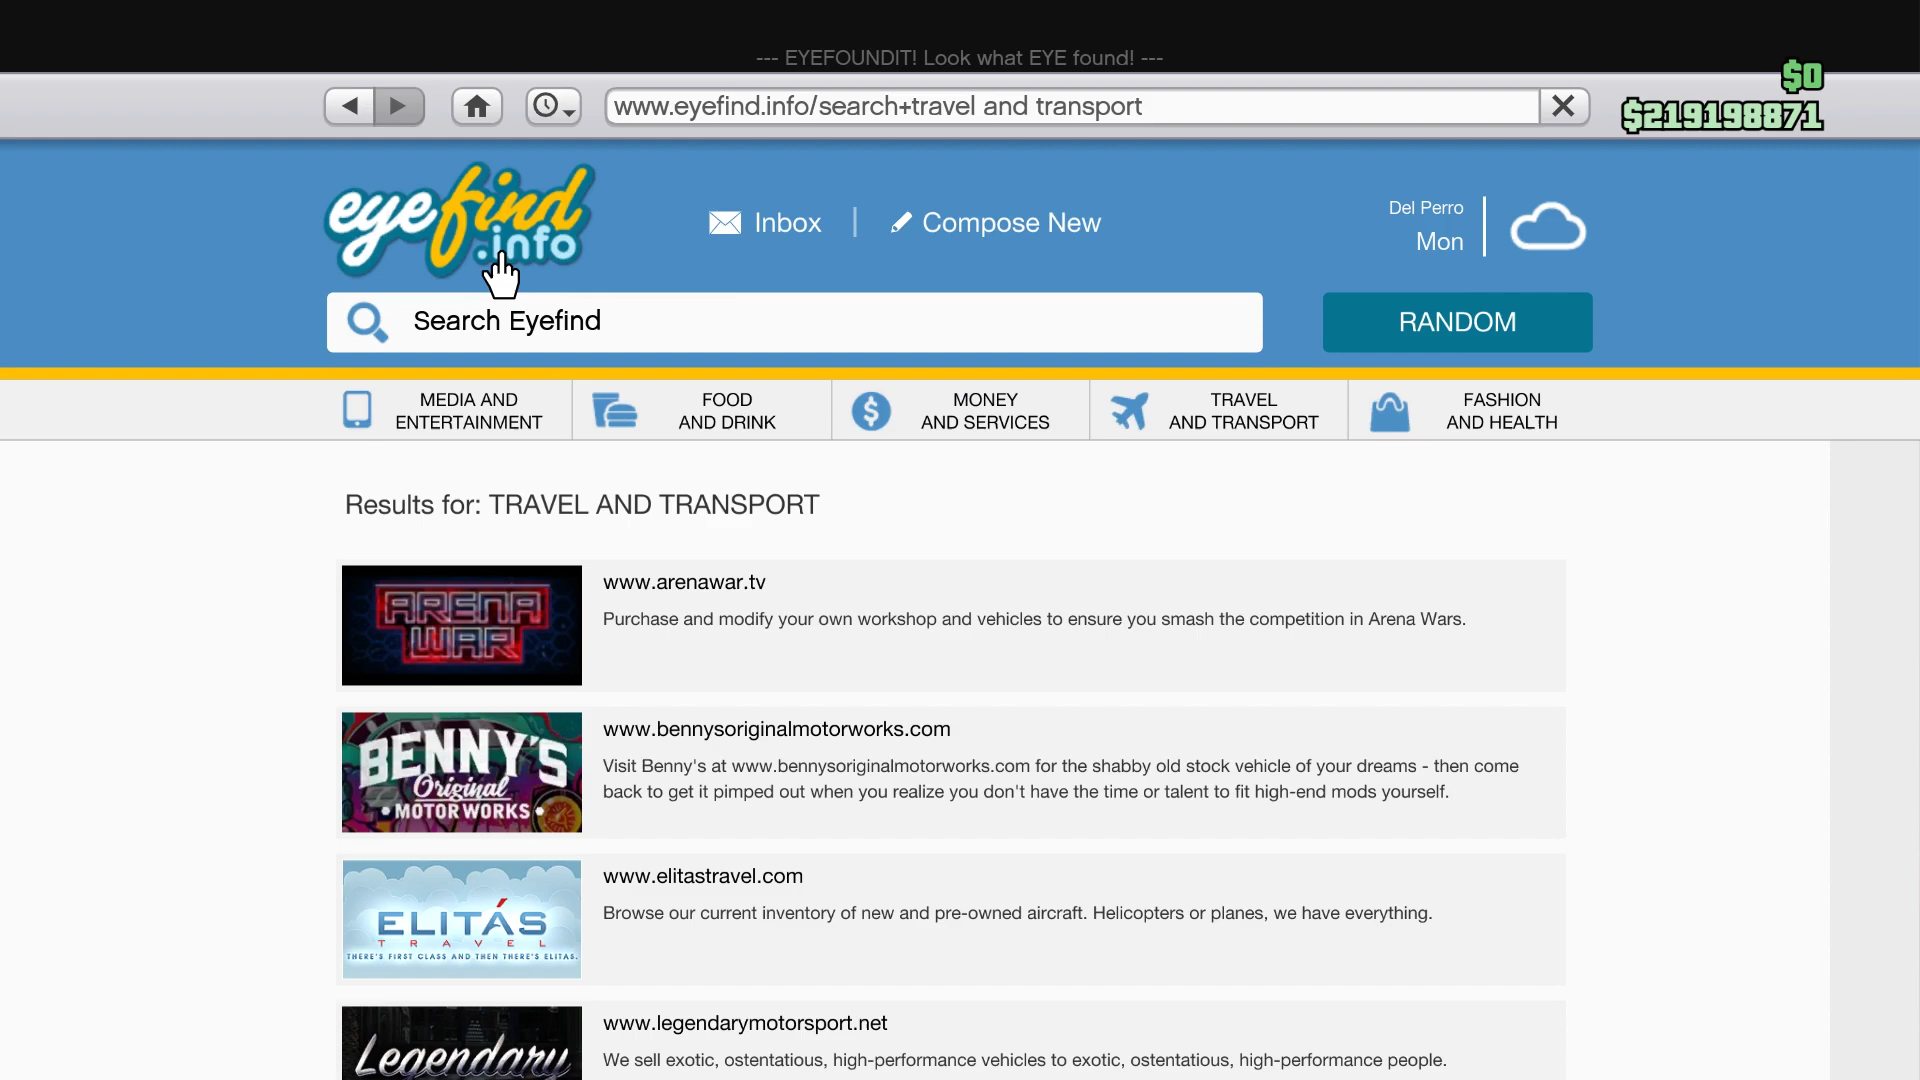 --- EYEFOUNDIT! Look what EYE found! ---
$0
www.eyefind.info/search+travel and transport
$219198871
eyefind
.info
Inbox
Compose New
Del Perro
Mon
Search Eyefind
RANDOM
MEDIA AND
ENTERTAINMENT
FOOD
AND DRINK
MONEY
AND SERVICES
TRAVEL
AND TRANSPORT
FASHION
AND HEALTH
Results for: TRAVEL AND TRANSPORT
ARENA
WAR
www.arenawar.tv
Purchase and modify your own workshop and vehicles to ensure you smash the competition in Arena Wars.
BENNY'S
Original
MOTOR WORKS
www.bennysoriginalmotorworks.com
Visit Benny's at www.bennysoriginalmotorworks.com for the shabby old stock vehicle of your dreams - then come
back to get it pimped out when you realize you don't have the time or talent to fit high-end mods yourself.
ELITÁS
TRAVEL
THERE'S FIRST CLASS AND THEN THERE'S ELITAS.
www.elitastravel.com
Browse our current inventory of new and pre-owned aircraft. Helicopters or planes, we have everything.
Legendary
www.legendarymotorsport.net
We sell exotic, ostentatious, high-performance vehicles to exotic, ostentatious, high-performance people.